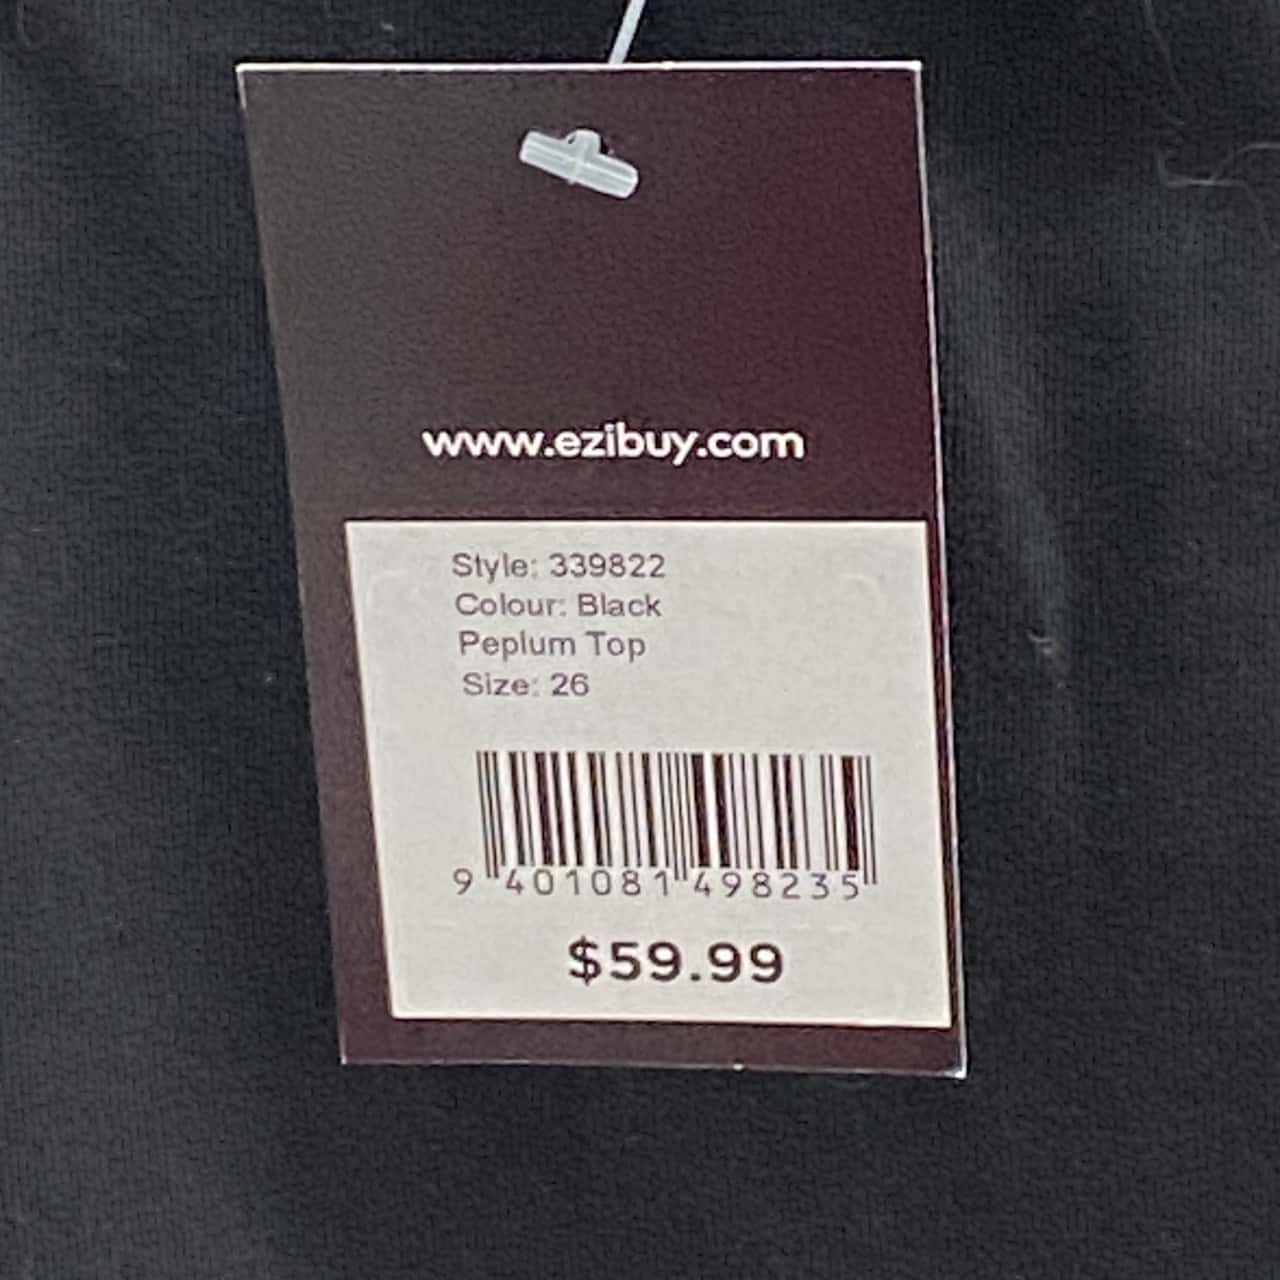 www.ezibuy.com
Style: 339822
Colour: Black
Peplum Top
Size: 26
9 401081 498235
$59.99